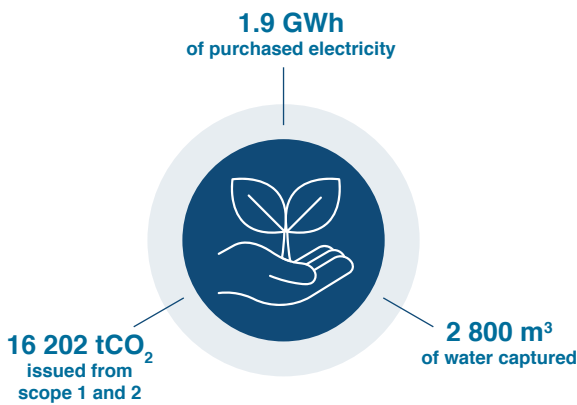 1.9 GWh
of purchased electricity
16 202 tCO₂
issued from
scope 1 and 2
2 800 m³
of water captured